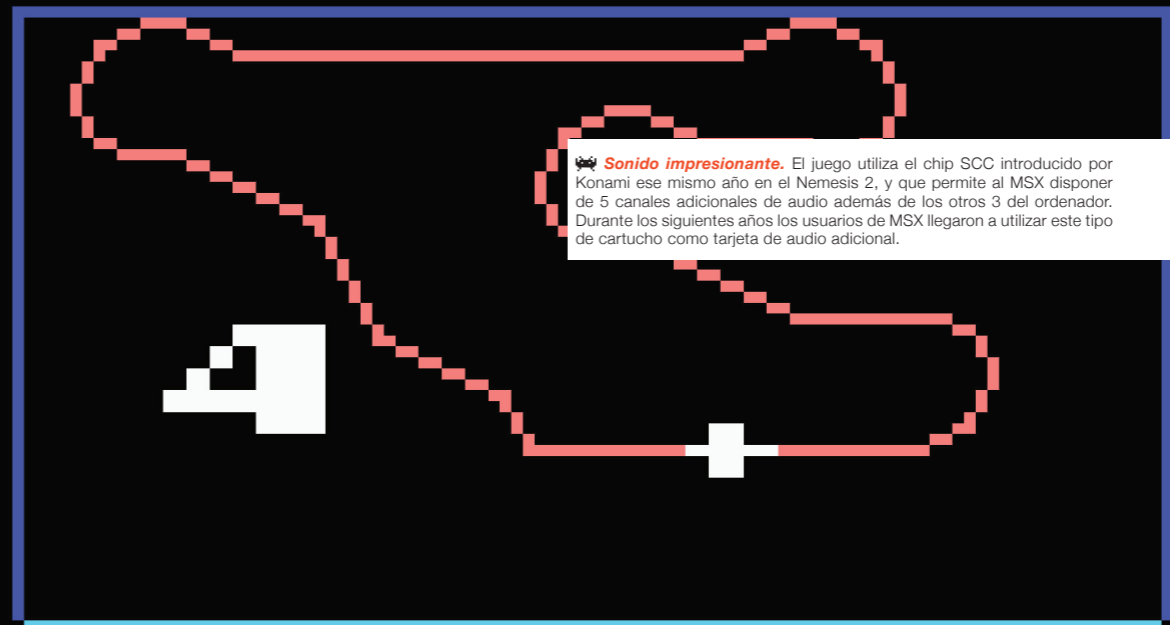 Sonido impresionante. El juego utiliza el chip SCC introducido por
Konami ese mismo año en el Nemesis 2, y que permite al MSX disponer
de 5 canales adicionales de audio además de los otros 3 del ordenador.
Durante los siguientes años los usuarios de MSX llegaron a utilizar este tipo
de cartucho como tarjeta de audio adicional.